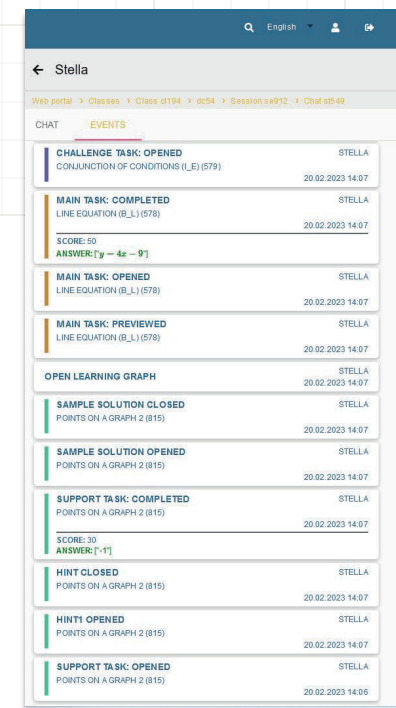 English
← Stella
Web portal > Classes > Class cl194 > dc54 > Session se912 > Chat st549
CHAT EVENTS
CHALLENGE TASK: OPENED STELLA
CONJUNCTION OF CONDITIONS (I_E) (579)
20.02.2023 14:07
MAIN TASK: COMPLETED STELLA
LINE EQUATION (B_L) (578)
20.02.2023 14:07
SCORE: 50
ANSWER: ["y = 4x − 9"]
MAIN TASK: OPENED STELLA
LINE EQUATION (B_L) (578)
20.02.2023 14:07
MAIN TASK: PREVIEWED STELLA
LINE EQUATION (B_L) (578)
20.02.2023 14:07
OPEN LEARNING GRAPH STELLA
20.02.2023 14:07
SAMPLE SOLUTION CLOSED STELLA
POINTS ON A GRAPH 2 (815)
20.02.2023 14:07
SAMPLE SOLUTION OPENED STELLA
POINTS ON A GRAPH 2 (815)
20.02.2023 14:07
SUPPORT TASK: COMPLETED STELLA
POINTS ON A GRAPH 2 (815)
20.02.2023 14:07
SCORE: 30
ANSWER: ["-1"]
HINT CLOSED STELLA
POINTS ON A GRAPH 2 (815)
20.02.2023 14:07
HINT1 OPENED STELLA
POINTS ON A GRAPH 2 (815)
20.02.2023 14:07
SUPPORT TASK: OPENED STELLA
POINTS ON A GRAPH 2 (815)
20.02.2023 14:06